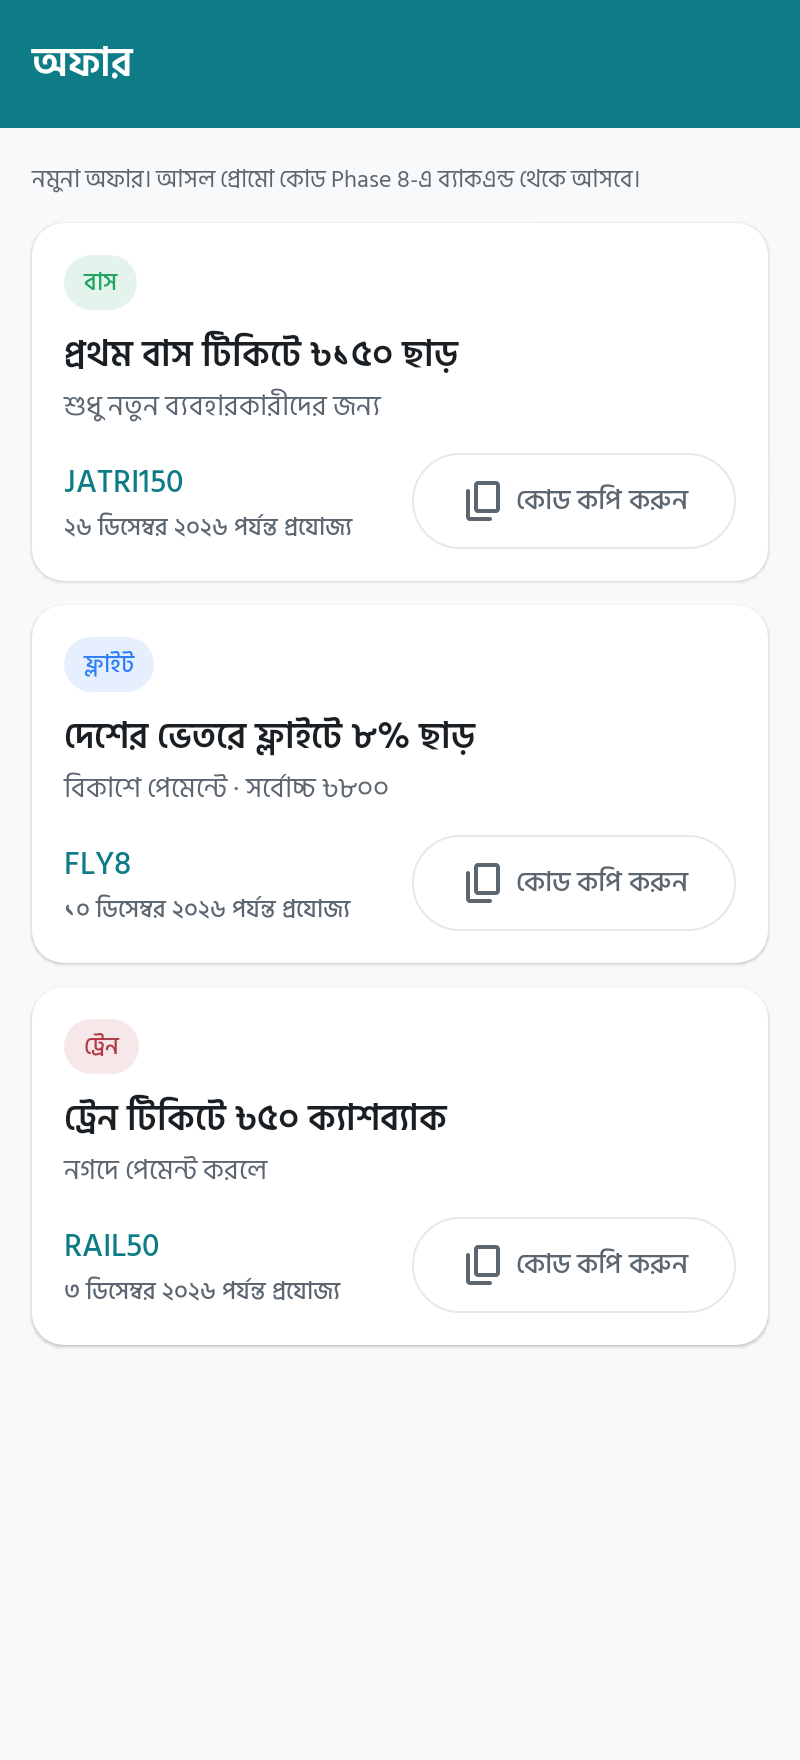 অফার
নমুনা অফার। আসল প্রোমো কোড Phase 8-এ ব্যাকএন্ড থেকে আসবে।
বাস
প্রথম বাস টিকিটে ৳১৫০ ছাড়
শুধু নতুন ব্যবহারকারীদের জন্য
JATRI150
২৬ ডিসেম্বর ২০২৬ পর্যন্ত প্রযোজ্য
কোড কপি করুন
ফ্লাইট
দেশের ভেতরে ফ্লাইটে ৮% ছাড়
বিকাশে পেমেন্টে · সর্বোচ্চ ৳৮০০
FLY8
১০ ডিসেম্বর ২০২৬ পর্যন্ত প্রযোজ্য
কোড কপি করুন
ট্রেন
ট্রেন টিকিটে ৳৫০ ক্যাশব্যাক
নগদে পেমেন্ট করলে
RAIL50
৩ ডিসেম্বর ২০২৬ পর্যন্ত প্রযোজ্য
কোড কপি করুন